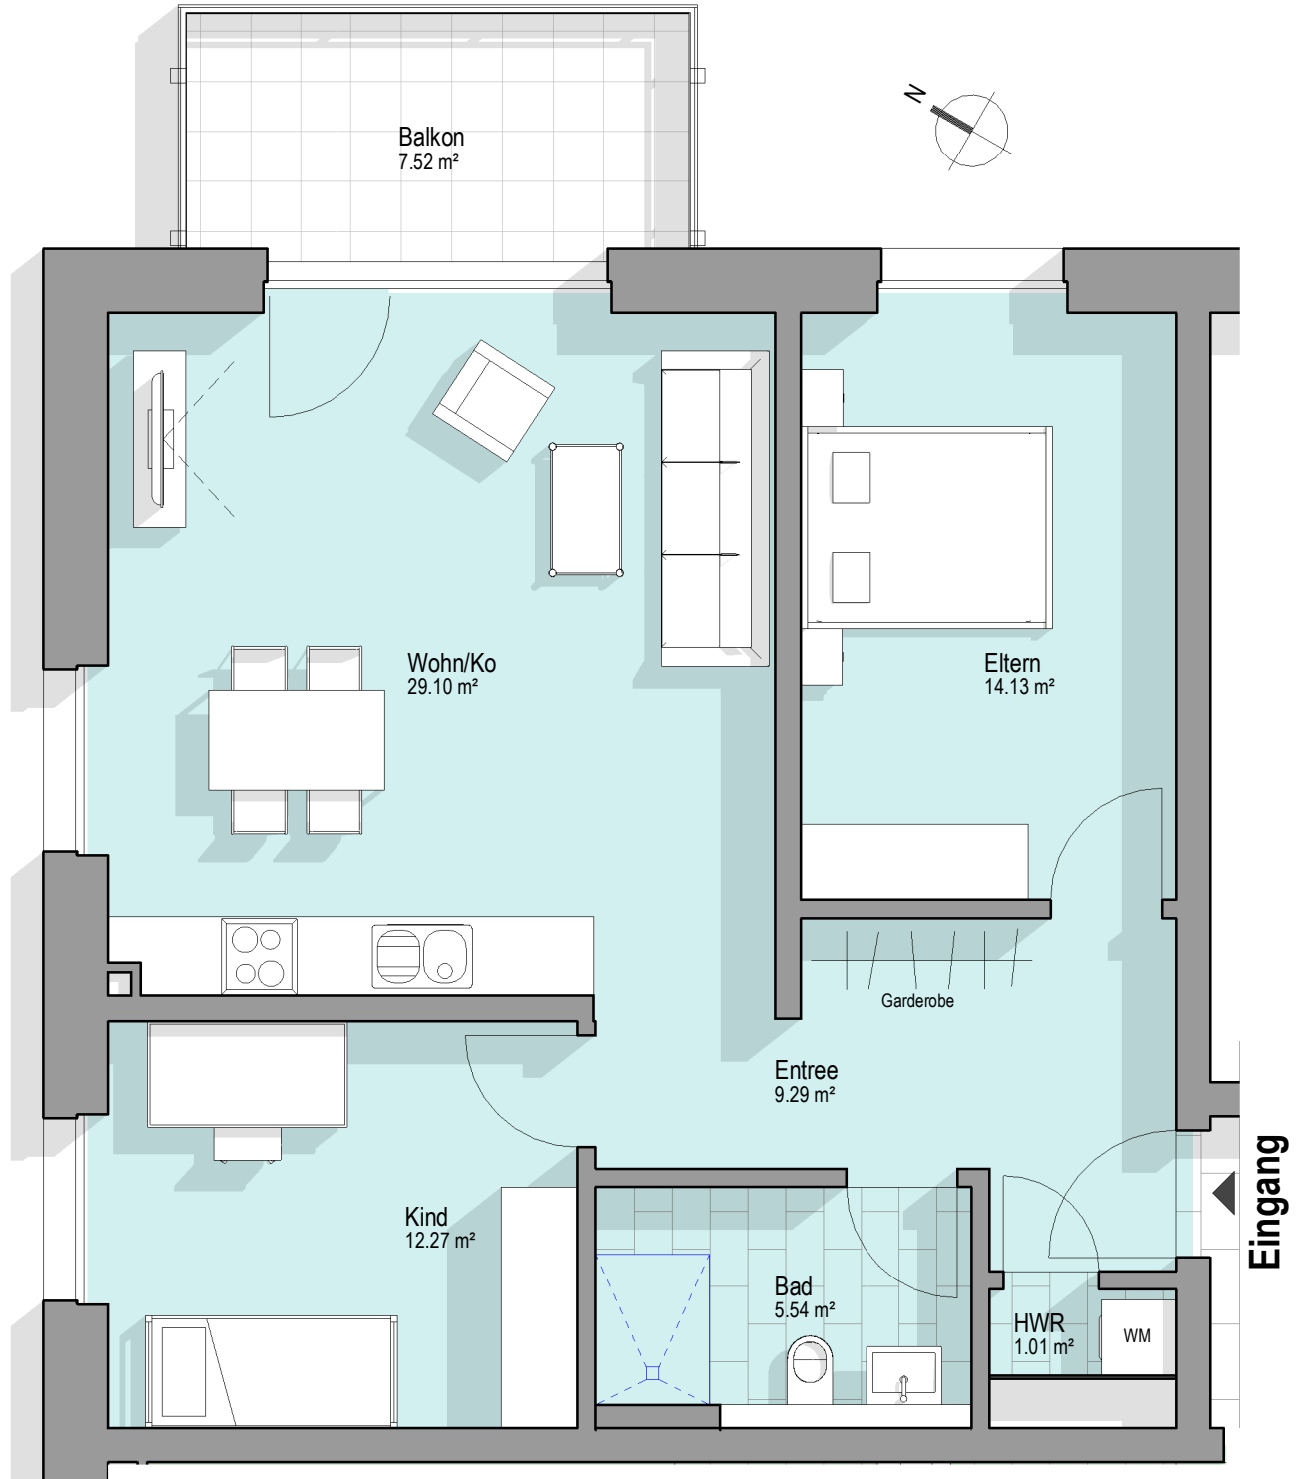 N
Balkon
7.52 m²
Wohn/Ko
29.10 m²
Eltern
14.13 m²
Garderobe
Entree
9.29 m²
Eingang
Kind
12.27 m²
Bad
5.54 m²
HWR
1.01 m²
WM